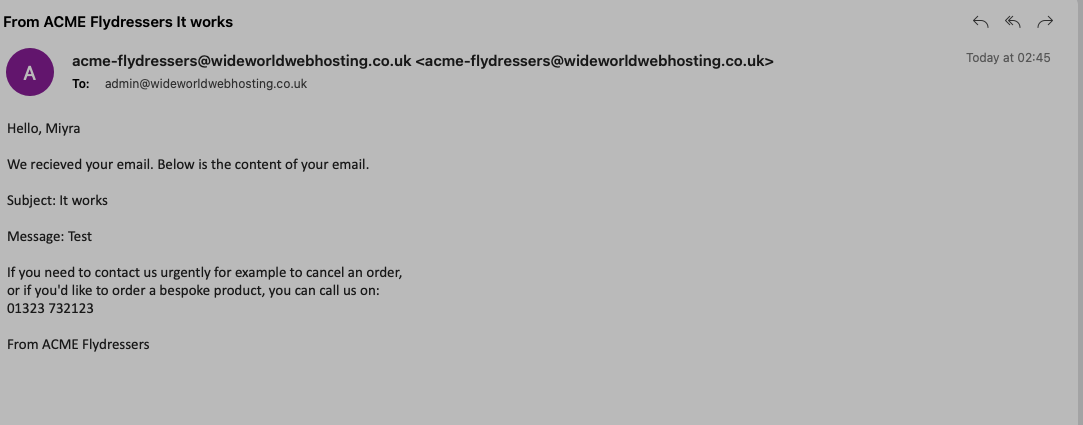 From ACME Flydressers It works
A
acme-flydressers@wideworldwebhosting.co.uk <acme-flydressers@wideworldwebhosting.co.uk>
Today at 02:45
To: admin@wideworldwebhosting.co.uk
Hello, Miyra
We recieved your email. Below is the content of your email.
Subject: It works
Message: Test
If you need to contact us urgently for example to cancel an order,
or if you'd like to order a bespoke product, you can call us on:
01323 732123
From ACME Flydressers